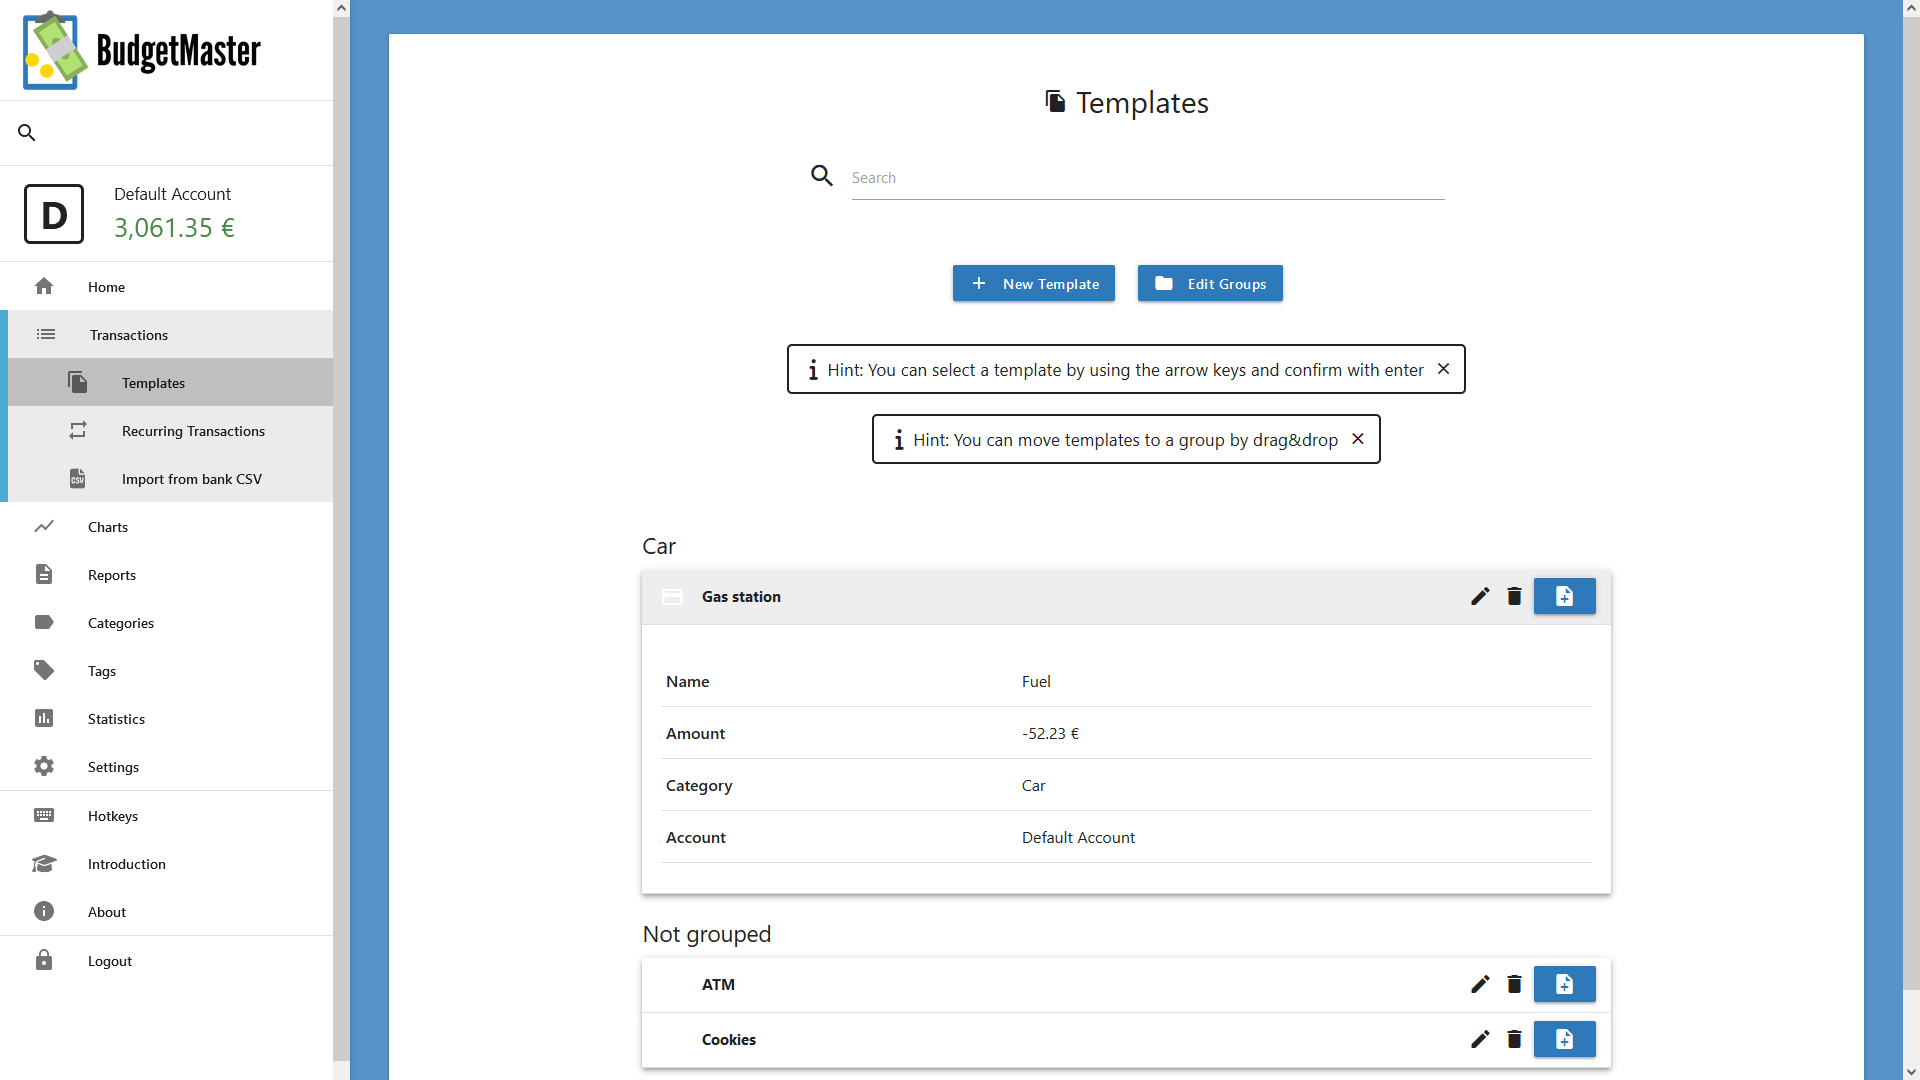 BudgetMaster
D
Default Account
3,061.35 €
Home
Transactions
Templates
Recurring Transactions
CSV
Import from bank CSV
Charts
Reports
Categories
Tags
Statistics
Settings
Hotkeys
Introduction
About
Logout
Templates
Search
New Template
Edit Groups
Hint: You can select a template by using the arrow keys and confirm with enter
Hint: You can move templates to a group by drag&drop
Car
Gas station
Name Fuel
Amount -52.23 €
Category Car
Account Default Account
Not grouped
ATM
Cookies